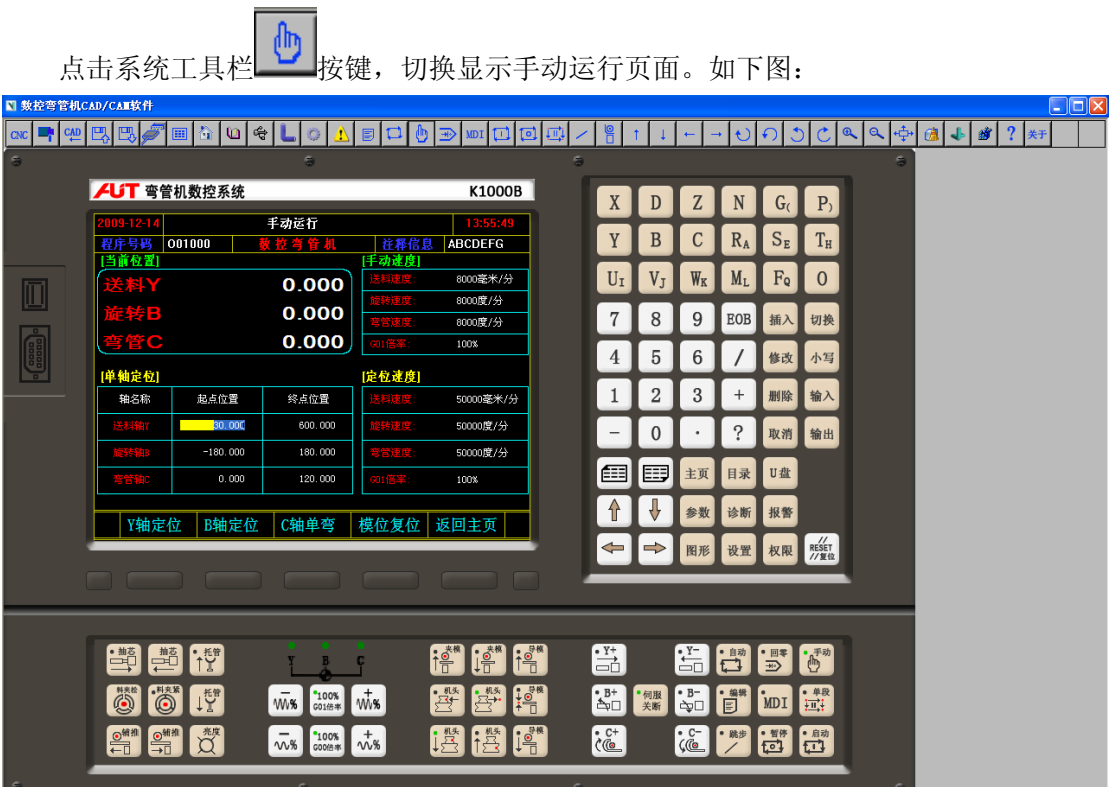 点击系统工具栏 按键，切换显示手动运行页面。如下图：
数控弯管机CAD/CAM软件
CNC CAD MDI ? 关于
AUT 弯管机数控系统 K1000B
2009-12-14 手动运行 13:55:49
程序号码 O01000 数控弯管机 注释信息 ABCDEFG
[当前位置] [手动速度]
送料Y 0.000 送料速度: 8000毫米/分
旋转B 0.000 旋转速度: 8000度/分
弯管C 0.000 弯管速度: 8000度/分
G01倍率: 100%
[单轴定位] [定位速度]
轴名称 起点位置 终点位置 送料速度: 50000毫米/分
送料轴Y 30.000 600.000 旋转速度: 50000度/分
旋转轴B -180.000 180.000 弯管速度: 50000度/分
弯管轴C 0.000 120.000 G01倍率: 100%
Y轴定位 B轴定位 C轴单弯 模位复位 返回主页
X D Z N G( P)
Y B C RA SE TH
UI VJ WK ML FQ O
7 8 9 EOB 插入 切换
4 5 6 / 修改 小写
1 2 3 + 删除 输入
- 0 · ? 取消 输出
主页 目录 U盘
参数 诊断 报警
图形 设置 权限 // RESET //复位
抽芯 抽芯 托管 Y B C 夹模 夹模 导模 Y+ Y- 自动 回零 手动
料夹松 料夹紧 托管 -% 100% G01倍率 +% 机头 机头 导模 B+ 伺服关断 B- 编辑 MDI 单段
辅推 辅推 亮度 -% 100% G00倍率 +% 机头 机头 导模 C+ C- 跳步 暂停 启动